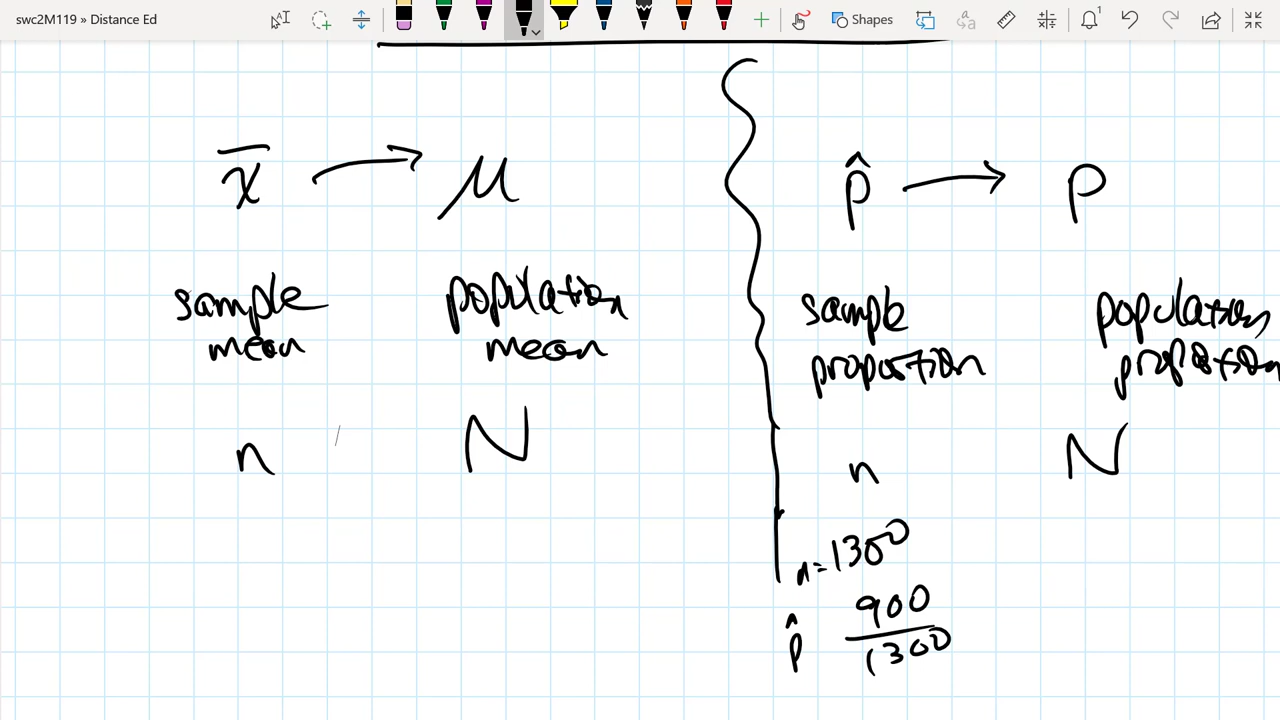 swc2M119 » Distance Ed
Shapes
x̄ → μ
sample
mean
population
mean
n
N
p̂ → p
sample
proportion
population
proportion
n
N
n=1300
p̂ 900/1300